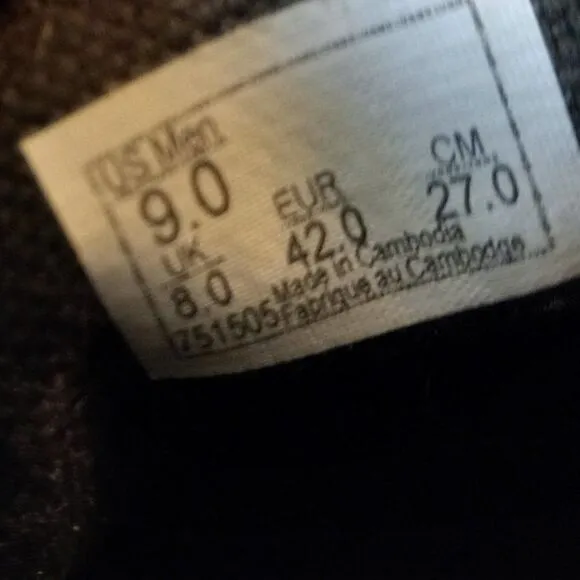 US Men
9.0
UK
8.0
EUR
42.0
CM
27.0
Made in Cambodia
751505 Fabriqué au Cambodge